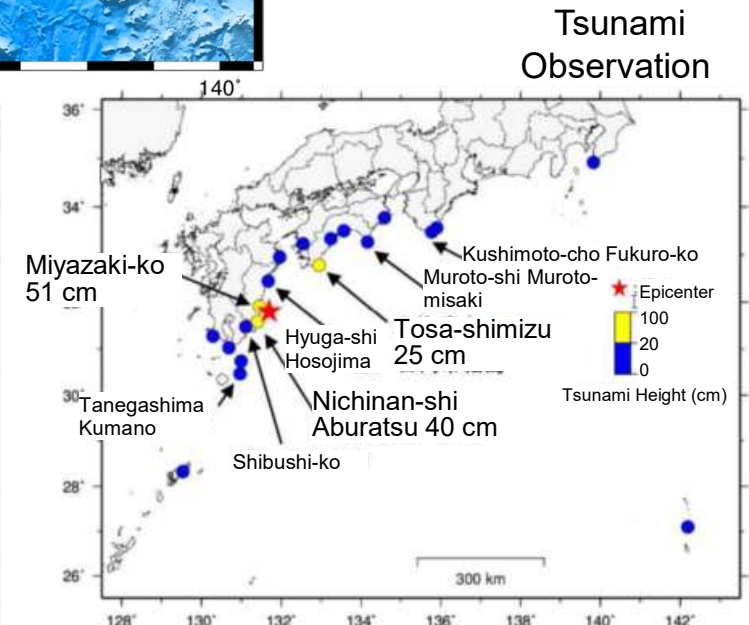 Tsunami
Observation
140°
36°
34°
30°
28°
26°
128°
130°
132°
134°
136°
138°
140°
142°
Miyazaki-ko
51 cm
Kushimoto-cho Fukuro-ko
Muroto-shi Muroto-
misaki
Epicenter
100
20
0
Tsunami Height (cm)
Hyuga-shi
Hosojima
Tosa-shimizu
25 cm
Tanegashima
Kumano
Nichinan-shi
Aburatsu 40 cm
Shibushi-ko
300 km